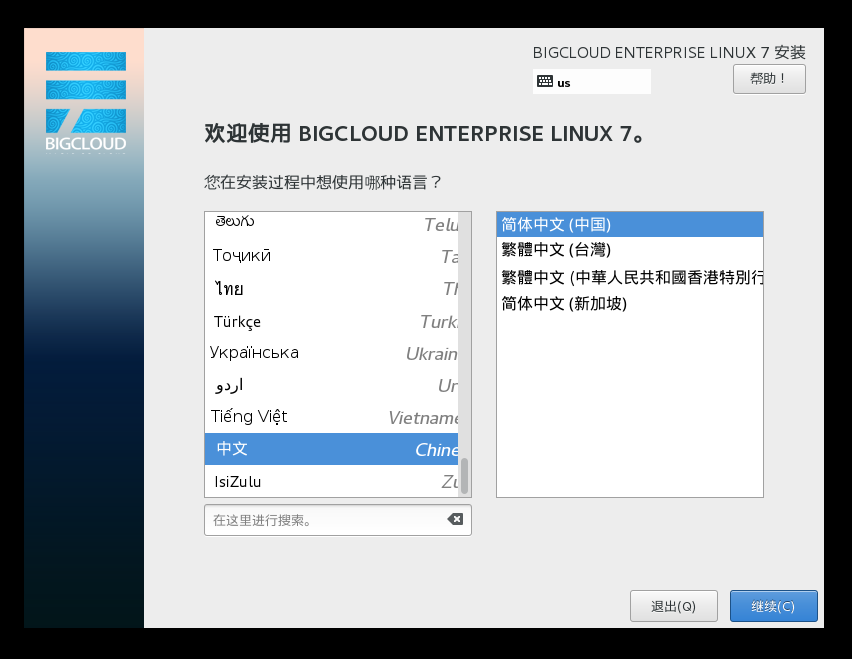 BIGCLOUD
BIGCLOUD ENTERPRISE LINUX 7 安装
us
帮助！
欢迎使用 BIGCLOUD ENTERPRISE LINUX 7。
您在安装过程中想使用哪种语言？
తెలుగు Telu
Тоҷикӣ Ta
ไทย Th
Türkçe Turk
Українська Ukrain
اردو Ur
Tiếng Việt Vietname
中文 Chine
IsiZulu Zu
在这里进行搜索。
简体中文 (中国)
繁體中文 (台灣)
繁體中文 (中華人民共和國香港特別行
简体中文 (新加坡)
退出(Q)
继续(C)